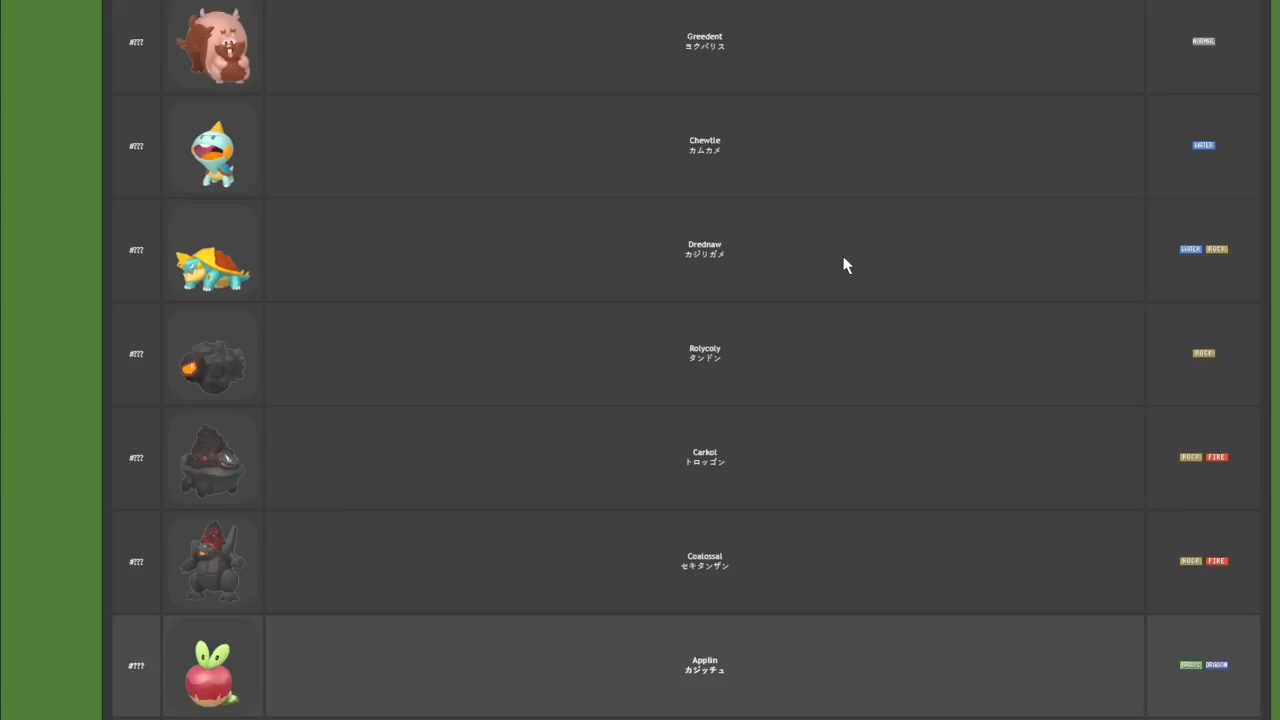 #???
Greedent
ヨクバリス
NORMAL
#???
Chewtle
カムカメ
WATER
#???
Drednaw
カジリガメ
WATER ROCK
#???
Rolycoly
タンドン
ROCK
#???
Carkol
トロッゴン
ROCK FIRE
#???
Coalossal
セキタンザン
ROCK FIRE
#???
Applin
カジッチュ
GRASS DRAGON